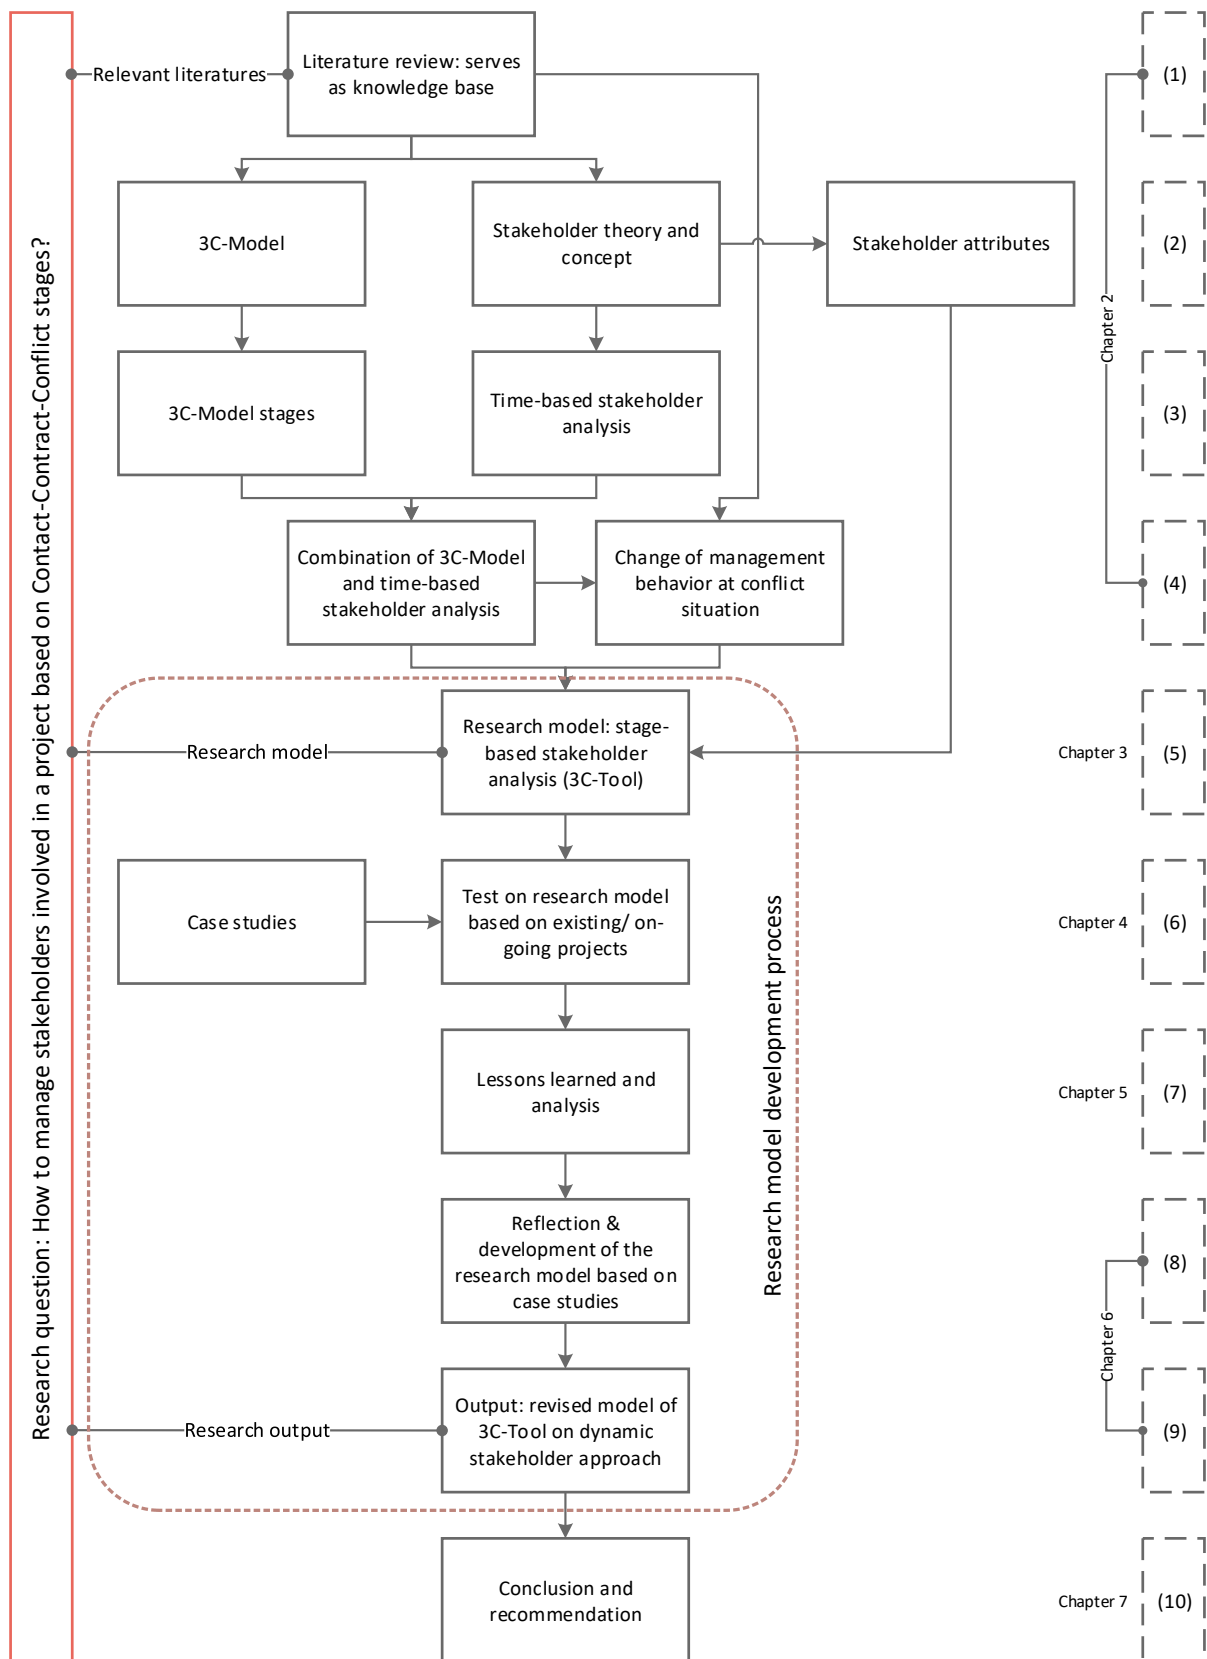 Research question: How to manage stakeholders involved in a project based on Contact-Contract-Conflict stages?
Relevant literatures
Literature review: serves
as knowledge base
(1)
3C-Model
Stakeholder theory and
concept
Stakeholder attributes
(2)
Chapter 2
3C-Model stages
Time-based stakeholder
analysis
(3)
Combination of 3C-Model
and time-based
stakeholder analysis
Change of management
behavior at conflict
situation
(4)
Research model
Research model: stage-
based stakeholder
analysis (3C-Tool)
Chapter 3
(5)
Case studies
Test on research model
based on existing/ on-
going projects
Chapter 4
(6)
Research model development process
Lessons learned and
analysis
Chapter 5
(7)
Reflection &
development of the
research model based on
case studies
(8)
Chapter 6
Research output
Output: revised model of
3C-Tool on dynamic
stakeholder approach
(9)
Conclusion and
recommendation
Chapter 7
(10)